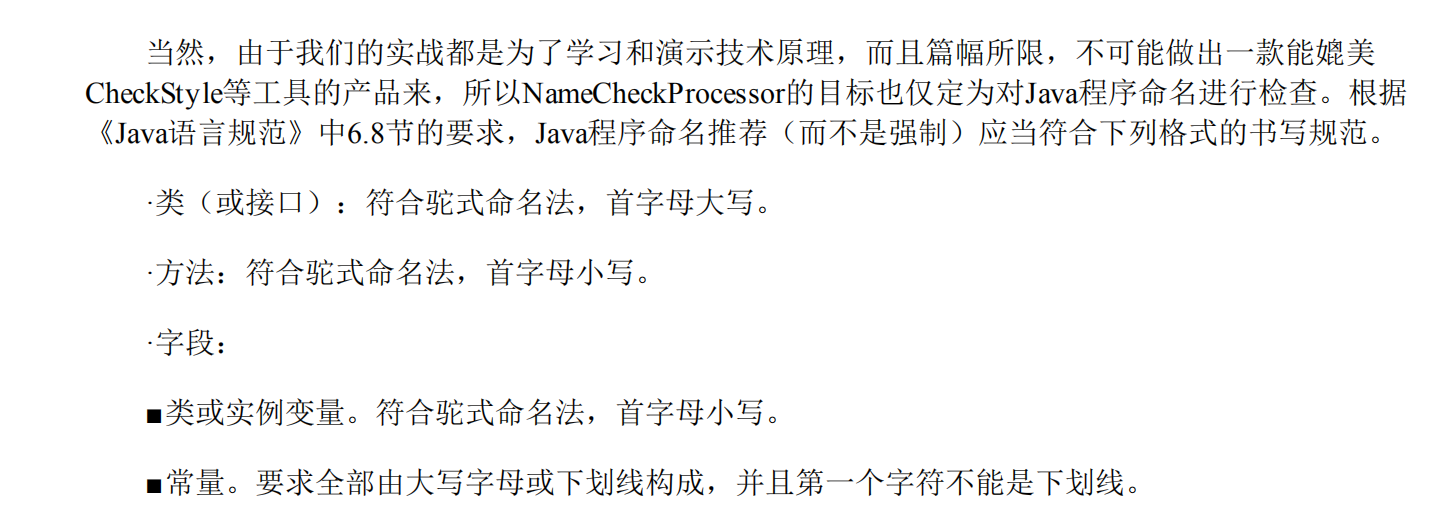 当然，由于我们的实战都是为了学习和演示技术原理，而且篇幅所限，不可能做出一款能媲美
CheckStyle等工具的产品来，所以NameCheckProcessor的目标也仅定为对Java程序命名进行检查。根据
《Java语言规范》中6.8节的要求，Java程序命名推荐（而不是强制）应当符合下列格式的书写规范。
·类（或接口）：符合驼式命名法，首字母大写。
·方法：符合驼式命名法，首字母小写。
·字段：
■类或实例变量。符合驼式命名法，首字母小写。
■常量。要求全部由大写字母或下划线构成，并且第一个字符不能是下划线。